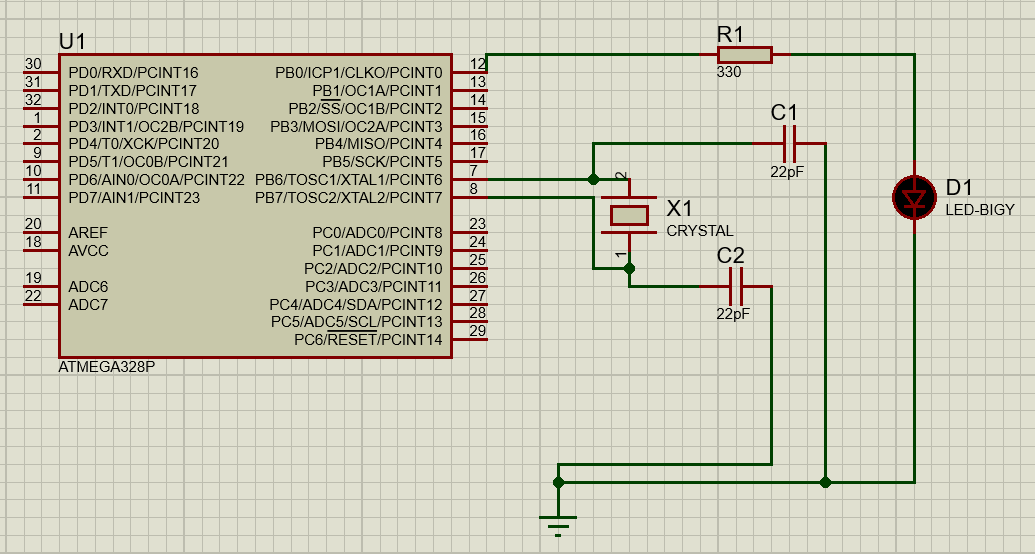 U1
30 PD0/RXD/PCINT16 PB0/ICP1/CLKO/PCINT0 12
31 PD1/TXD/PCINT17 PB1/OC1A/PCINT1 13
32 PD2/INT0/PCINT18 PB2/SS/OC1B/PCINT2 14
1 PD3/INT1/OC2B/PCINT19 PB3/MOSI/OC2A/PCINT3 15
2 PD4/T0/XCK/PCINT20 PB4/MISO/PCINT4 16
9 PD5/T1/OC0B/PCINT21 PB5/SCK/PCINT5 17
10 PD6/AIN0/OC0A/PCINT22 PB6/TOSC1/XTAL1/PCINT6 7
11 PD7/AIN1/PCINT23 PB7/TOSC2/XTAL2/PCINT7 8
20 AREF PC0/ADC0/PCINT8 23
18 AVCC PC1/ADC1/PCINT9 24
PC2/ADC2/PCINT10 25
19 ADC6 PC3/ADC3/PCINT11 26
22 ADC7 PC4/ADC4/SDA/PCINT12 27
PC5/ADC5/SCL/PCINT13 28
PC6/RESET/PCINT14 29
ATMEGA328P
R1
330
C1
22pF
2
X1
CRYSTAL
1
C2
22pF
D1
LED-BIGY